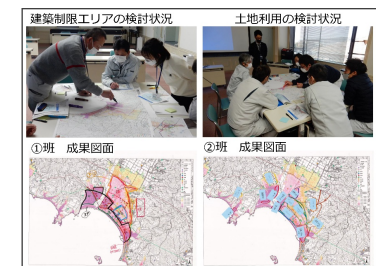 建築制限エリアの検討状況
土地利用の検討状況
①班　成果図面
②班　成果図面